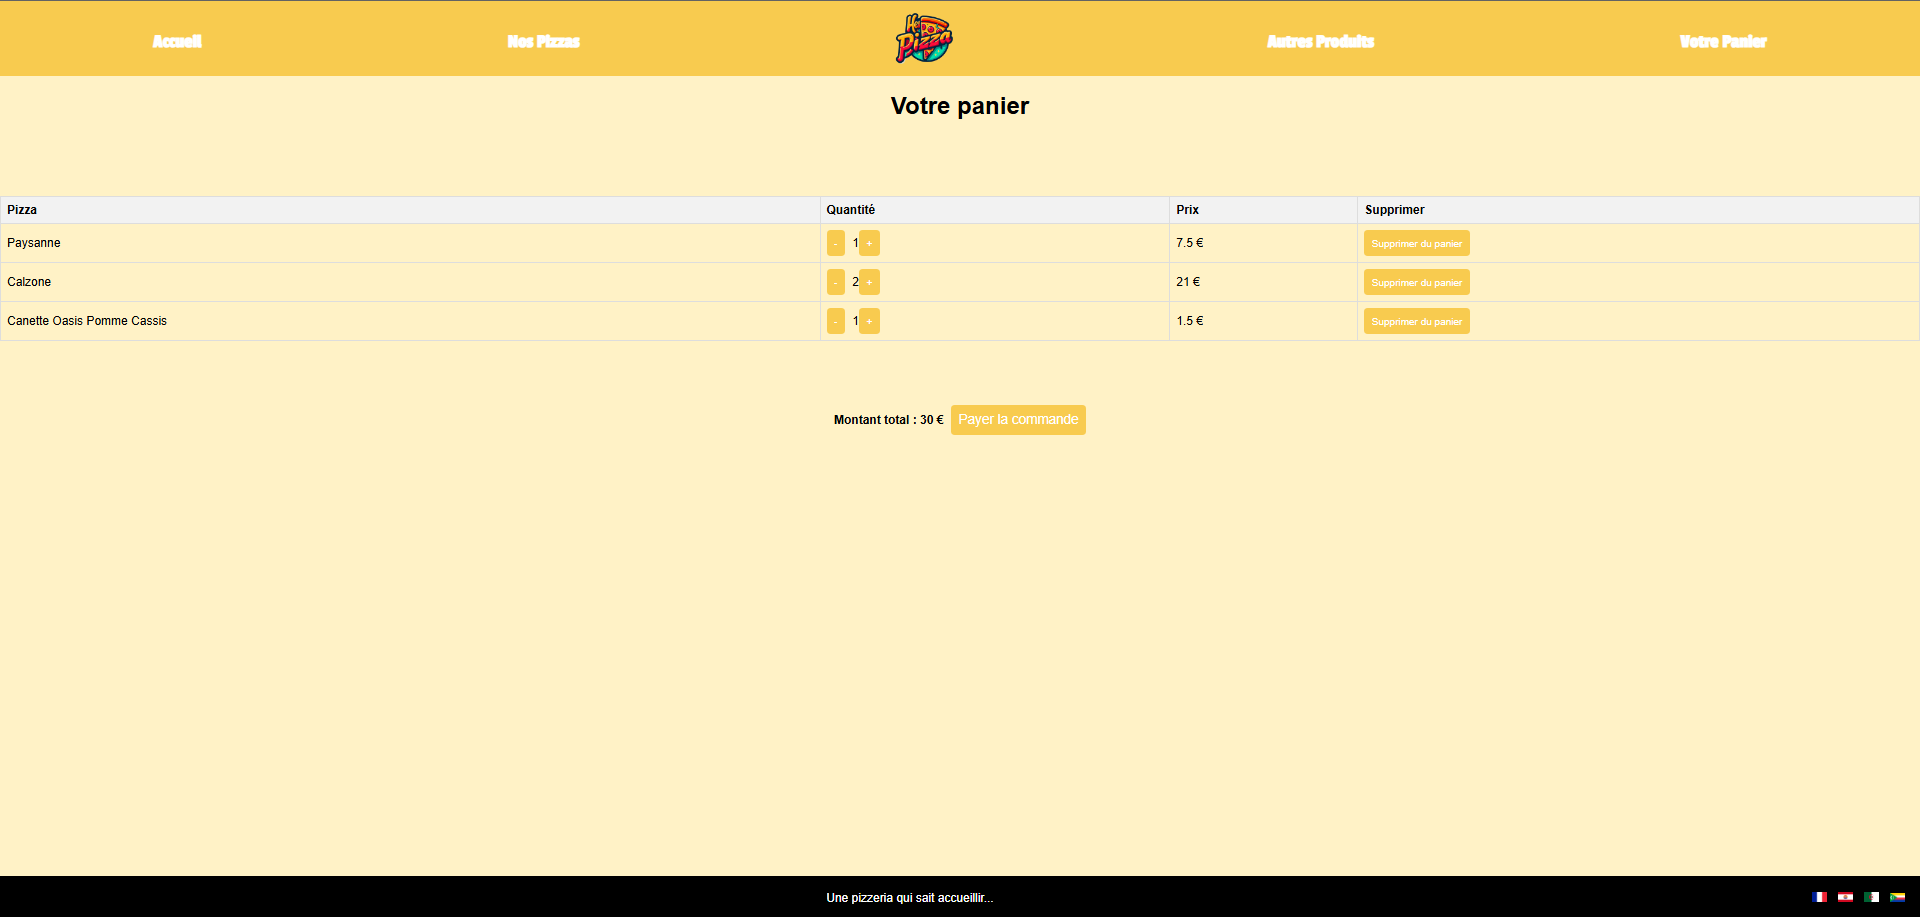 Accueil Nos Pizzas Ho Pizza Autres Produits Votre Panier
Votre panier
Pizza Quantité Prix Supprimer
Paysanne - 1 + 7.5 € Supprimer du panier
Calzone - 2 + 21 € Supprimer du panier
Canette Oasis Pomme Cassis - 1 + 1.5 € Supprimer du panier
Montant total : 30 € Payer la commande
Une pizzeria qui sait accueillir...